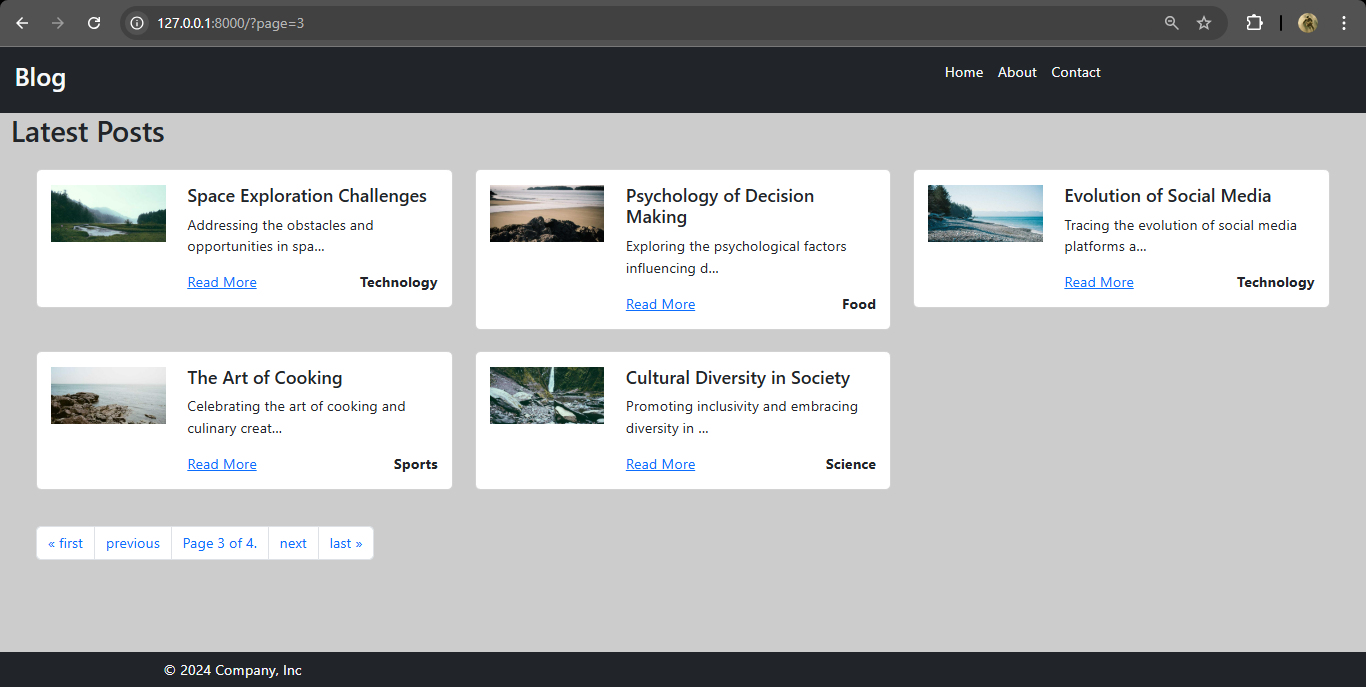 127.0.0.1:8000/?page=3
Blog
Home About Contact
Latest Posts
Space Exploration Challenges
Addressing the obstacles and
opportunities in spa...
Read More Technology
Psychology of Decision
Making
Exploring the psychological factors
influencing d...
Read More Food
Evolution of Social Media
Tracing the evolution of social media
platforms a...
Read More Technology
The Art of Cooking
Celebrating the art of cooking and
culinary creat...
Read More Sports
Cultural Diversity in Society
Promoting inclusivity and embracing
diversity in ...
Read More Science
« first previous Page 3 of 4. next last »
© 2024 Company, Inc